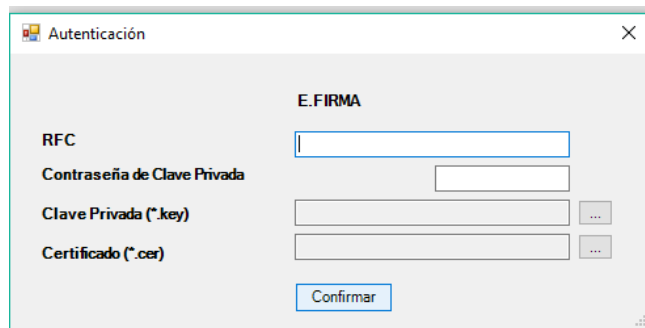 Autenticación
E.FIRMA
RFC
Contraseña de Clave Privada
Clave Privada (*.key)
...
Certificado (*.cer)
...
Confirmar